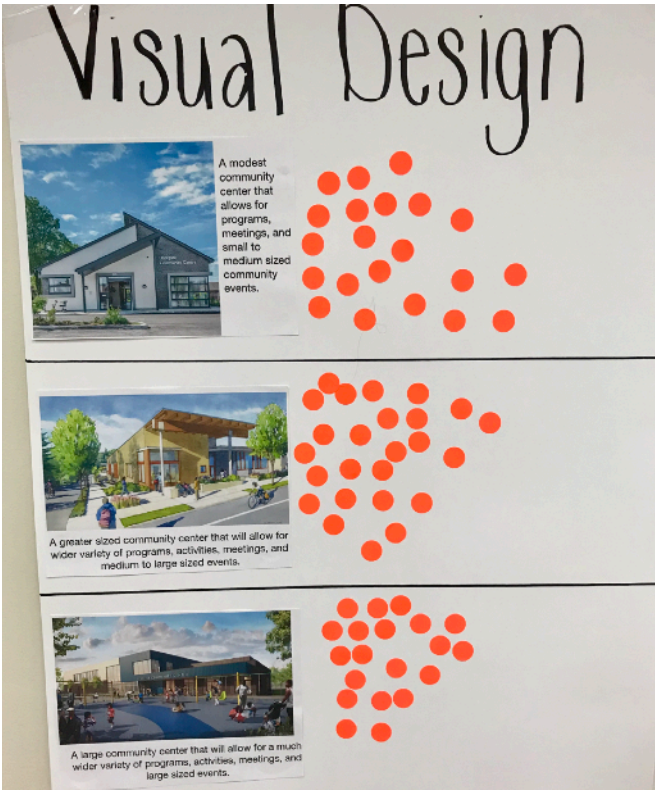 Visual Design
A modest
community
center that
allows for
programs,
meetings, and
small to
medium sized
community
events.
A greater sized community center that will allow for
wider variety of programs, activities, meetings, and
medium to large sized events.
A large community center that will allow for a much
wider variety of programs, activities, meetings, and
large sized events.